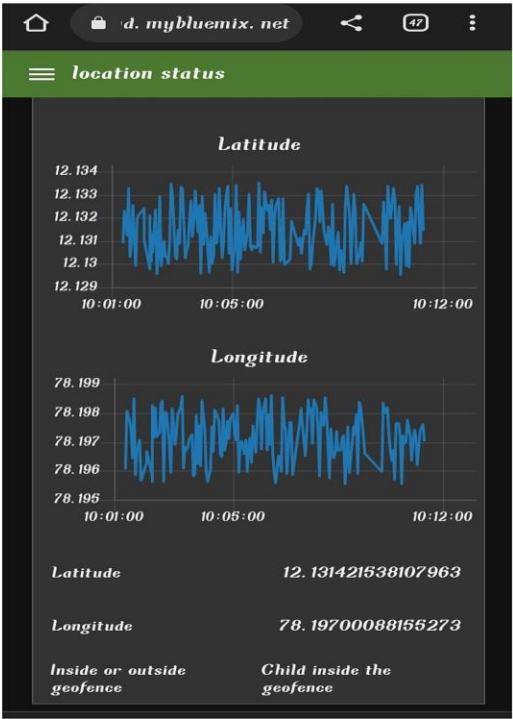 d. mybluemix. net
47
location status
Latitude
12. 134
12. 133
12. 132
12. 131
12. 13
12. 129
10:01:00 10:05:00 10:12:00
Longitude
78. 199
78. 198
78. 197
78. 196
78. 195
10:01:00 10:05:00 10:12:00
Latitude 12. 131421538107963
Longitude 78. 19700088155273
Inside or outside geofence
Child inside the geofence